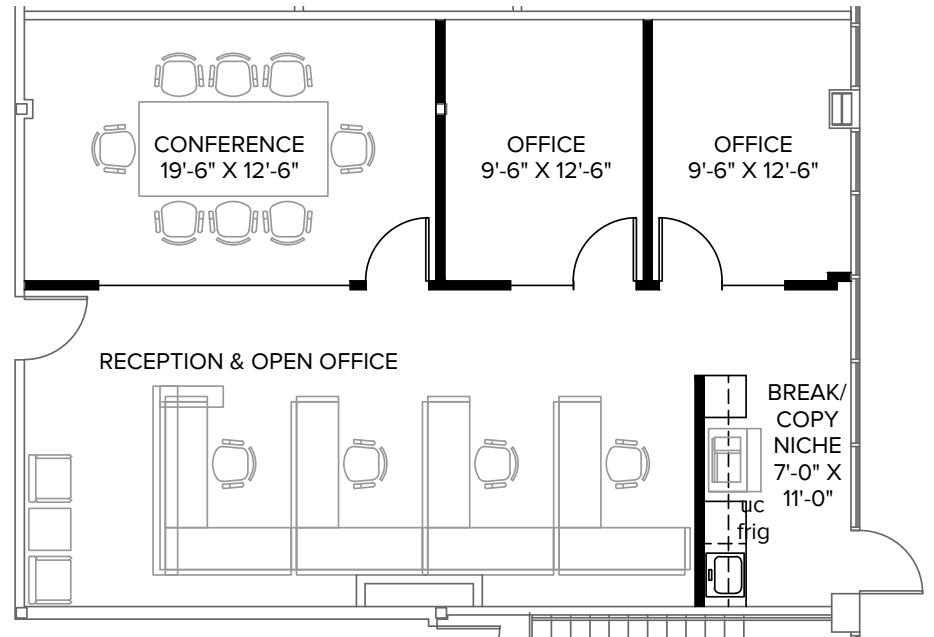 CONFERENCE
19'-6" X 12'-6"
OFFICE
9'-6" X 12'-6"
OFFICE
9'-6" X 12'-6"
RECEPTION & OPEN OFFICE
BREAK/
COPY
NICHE
7'-0" X
11'-0"
uc
frig